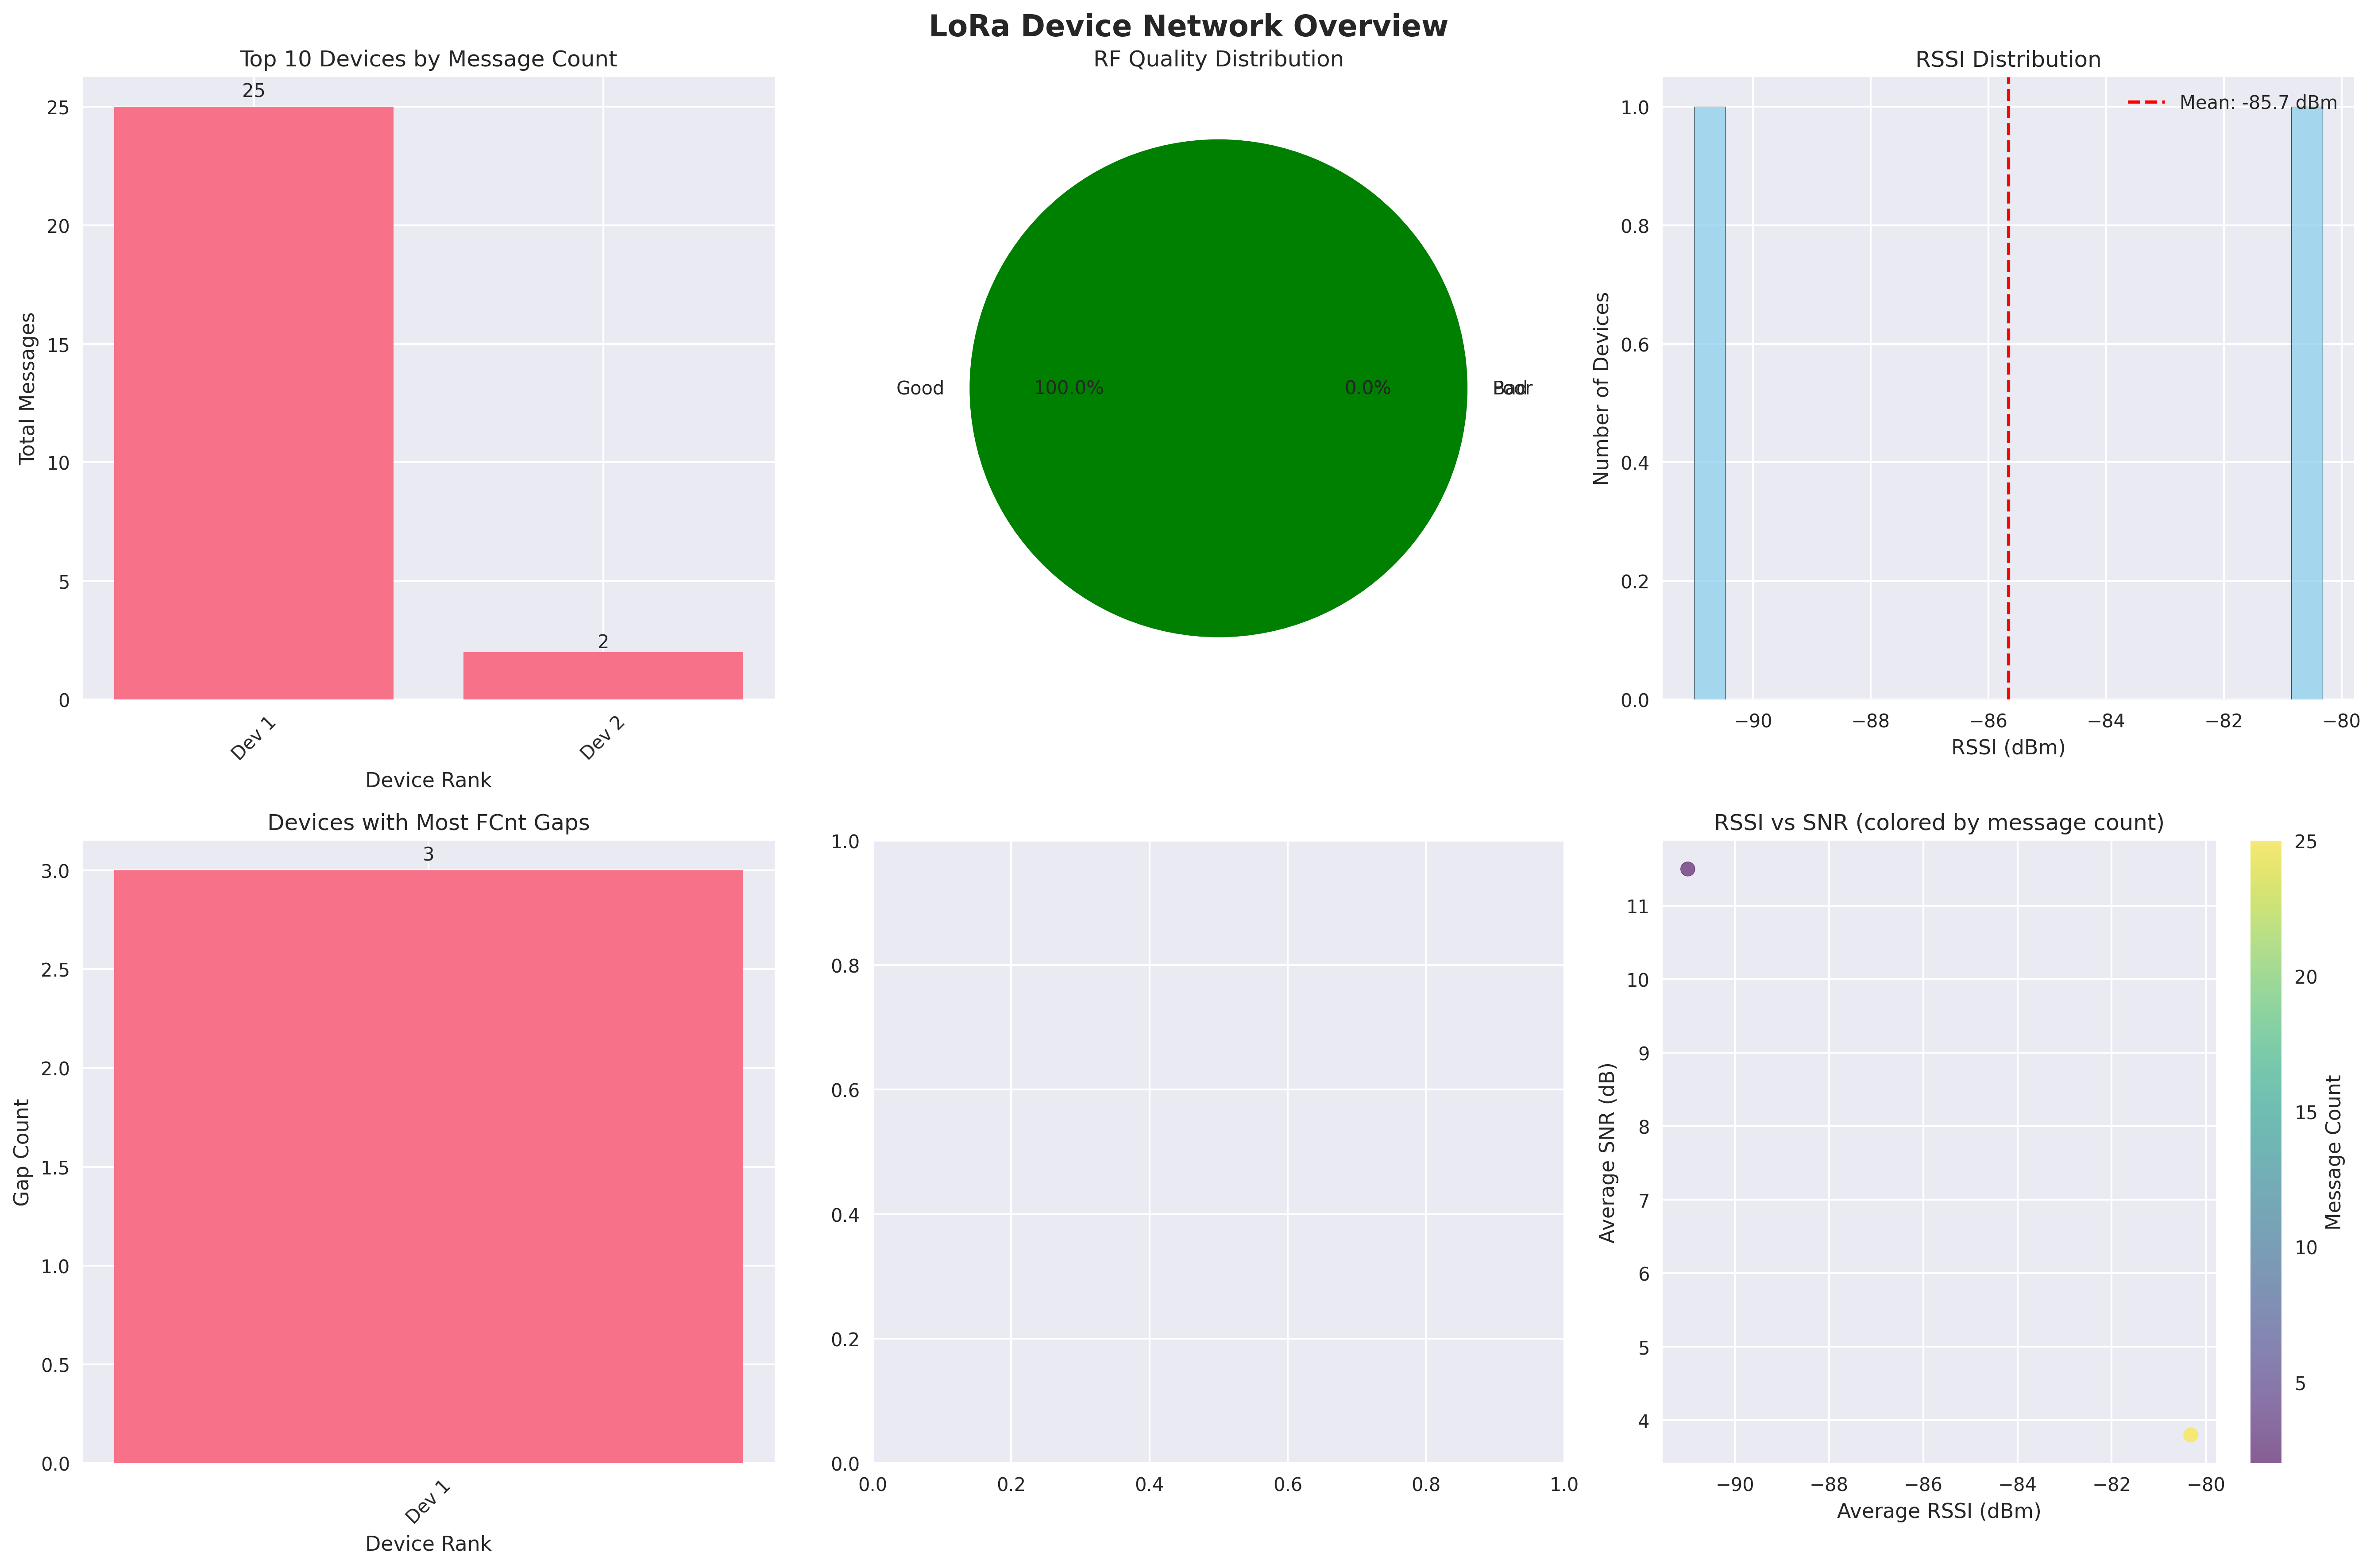 LoRa Device Network Overview
Top 10 Devices by Message Count
25
2
25
20
15
10
5
0
Total Messages
Dev 1
Dev 2
Device Rank
RF Quality Distribution
Good
100.0%
0.0%
Bad
Poor
RSSI Distribution
Mean: -85.7 dBm
1.0
0.8
0.6
0.4
0.2
0.0
Number of Devices
−90
−88
−86
−84
−82
−80
RSSI (dBm)
Devices with Most FCnt Gaps
3
3.0
2.5
2.0
1.5
1.0
0.5
0.0
Gap Count
Dev 1
Device Rank
1.0
0.8
0.6
0.4
0.2
0.0
0.0
0.2
0.4
0.6
0.8
1.0
RSSI vs SNR (colored by message count)
11
10
9
8
7
6
5
4
Average SNR (dB)
−90
−88
−86
−84
−82
−80
Average RSSI (dBm)
25
20
15
10
5
Message Count